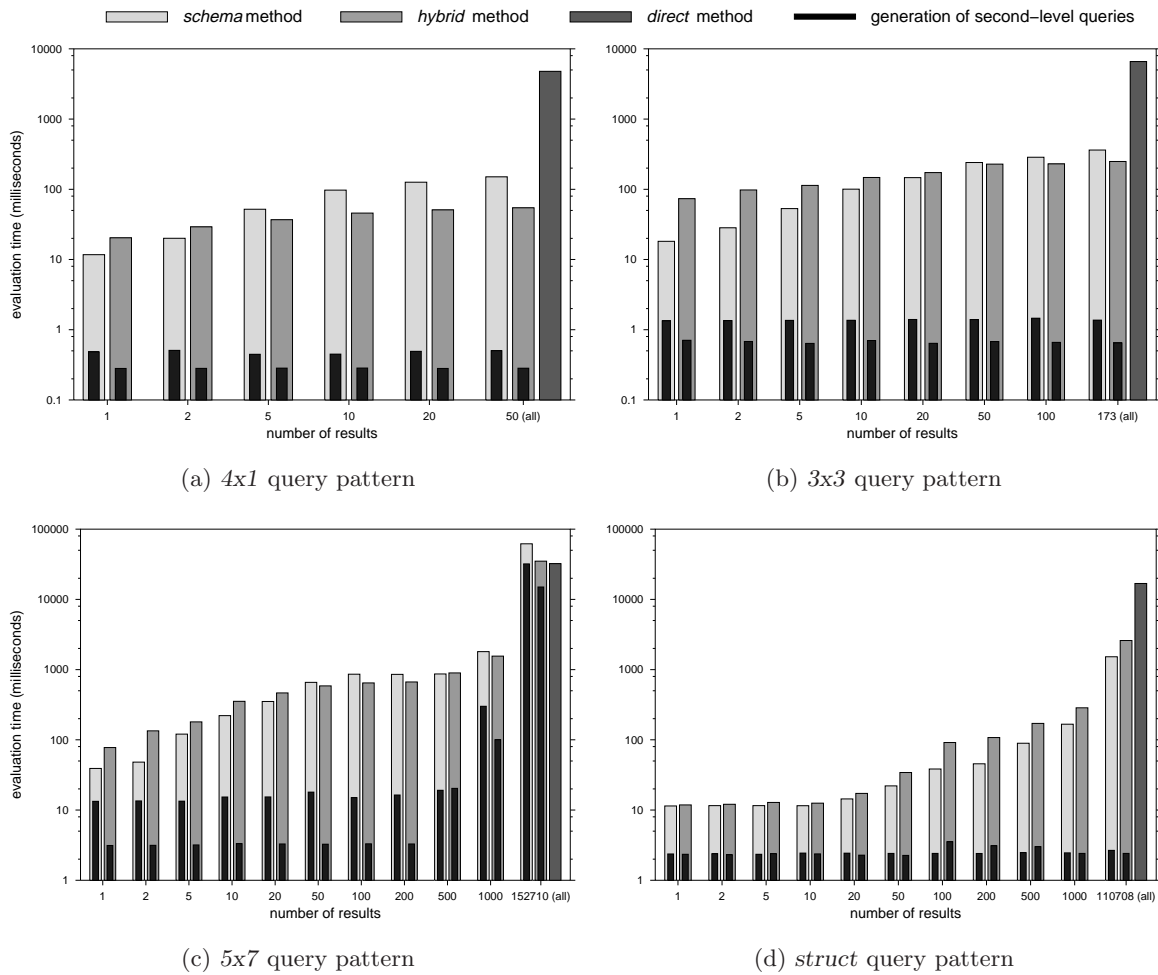 schema method hybrid method direct method generation of second−level queries
10000
1000
100
10
1
0.1
evaluation time (milliseconds)
1 2 5 10 20 50 (all)
number of results
(a) 4x1 query pattern
10000
1000
100
10
1
0.1
1 2 5 10 20 50 100 173 (all)
number of results
(b) 3x3 query pattern
100000
10000
1000
100
10
1
evaluation time (milliseconds)
1 2 5 10 20 50 100 200 500 1000 152710 (all)
number of results
(c) 5x7 query pattern
100000
10000
1000
100
10
1
1 2 5 10 20 50 100 200 500 1000 110708 (all)
number of results
(d) struct query pattern